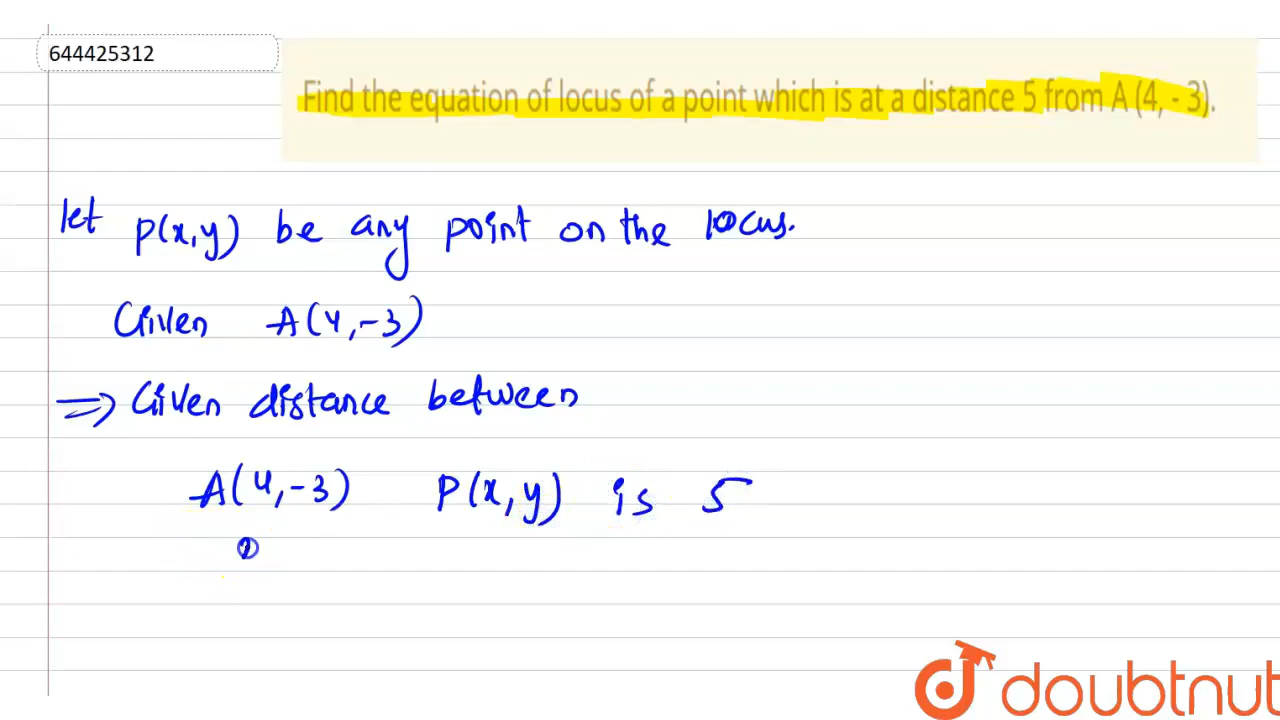 644425312
Find the equation of locus of a point which is at a distance 5 from A (4, - 3).
let P(x,y) be any point on the locus.
Given A(4,-3)
⇒ Given distance between
A(4,-3) P(x,y) is 5
doubtnut